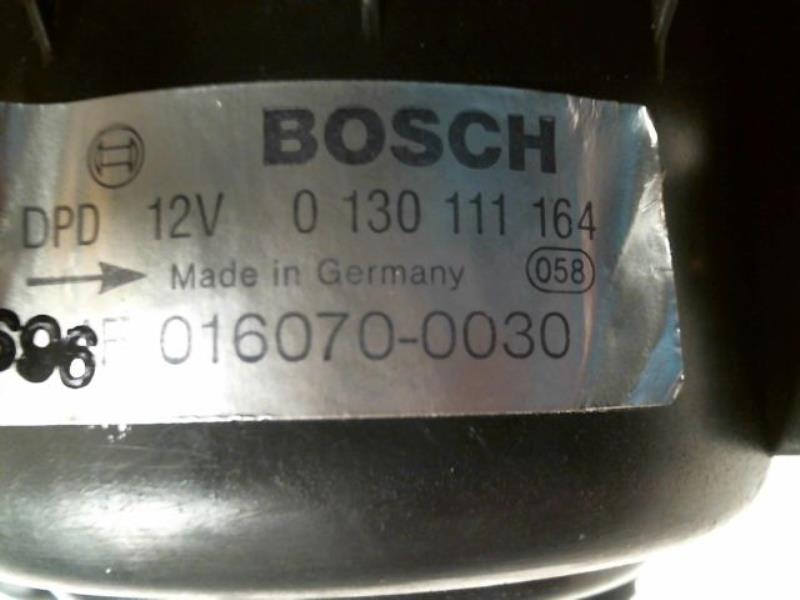 BOSCH
DPD 12V 0 130 111 164
Made in Germany 058
016070-0030